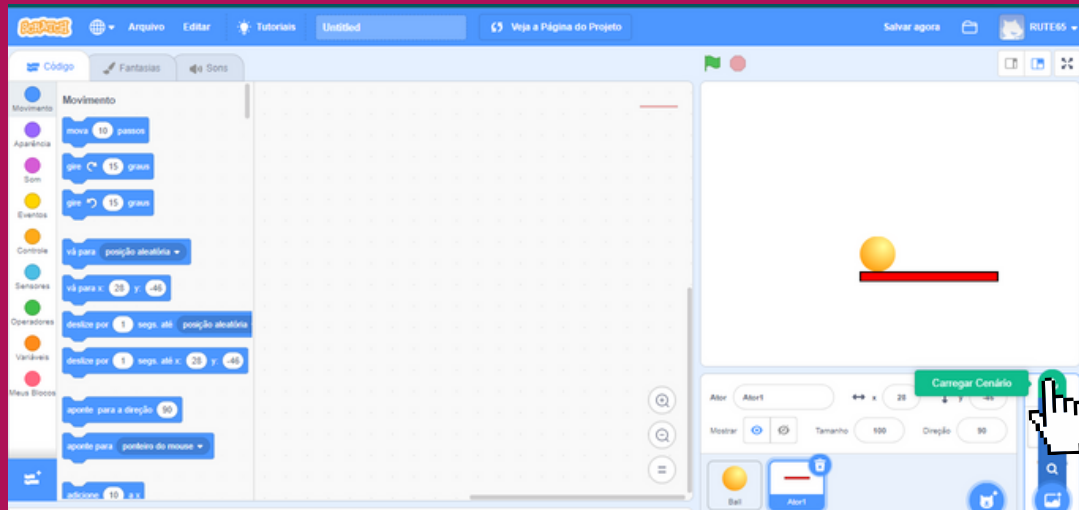 SCRATCH Arquivo Editar Tutoriais Untitled Veja a Página do Projeto Salvar agora RUTE65
Código Fantasias Sons
Movimento
Aparência
Som
Eventos
Controle
Sensores
Operadores
Variáveis
Meus Blocos
Movimento
mova 10 passos
gire 15 graus
gire 15 graus
vá para posição aleatória
vá para x: 28 y: -46
deslize por 1 segs. até posição aleatória
deslize por 1 segs. até x: 28 y: -46
aponte para a direção 90
aponte para ponteiro do mouse
adicione 10 a x
Carregar Cenário
Ator Ator1 x 28 y -46
Mostrar Tamanho 100 Direção 90
Ball Ator1